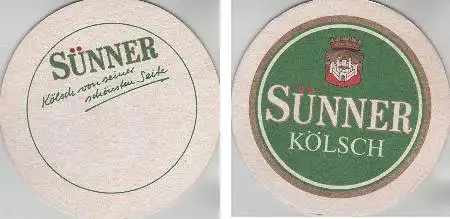 SÜNNER
Kölsch von seiner
schönsten Seite
SÜNNER
KÖLSCH